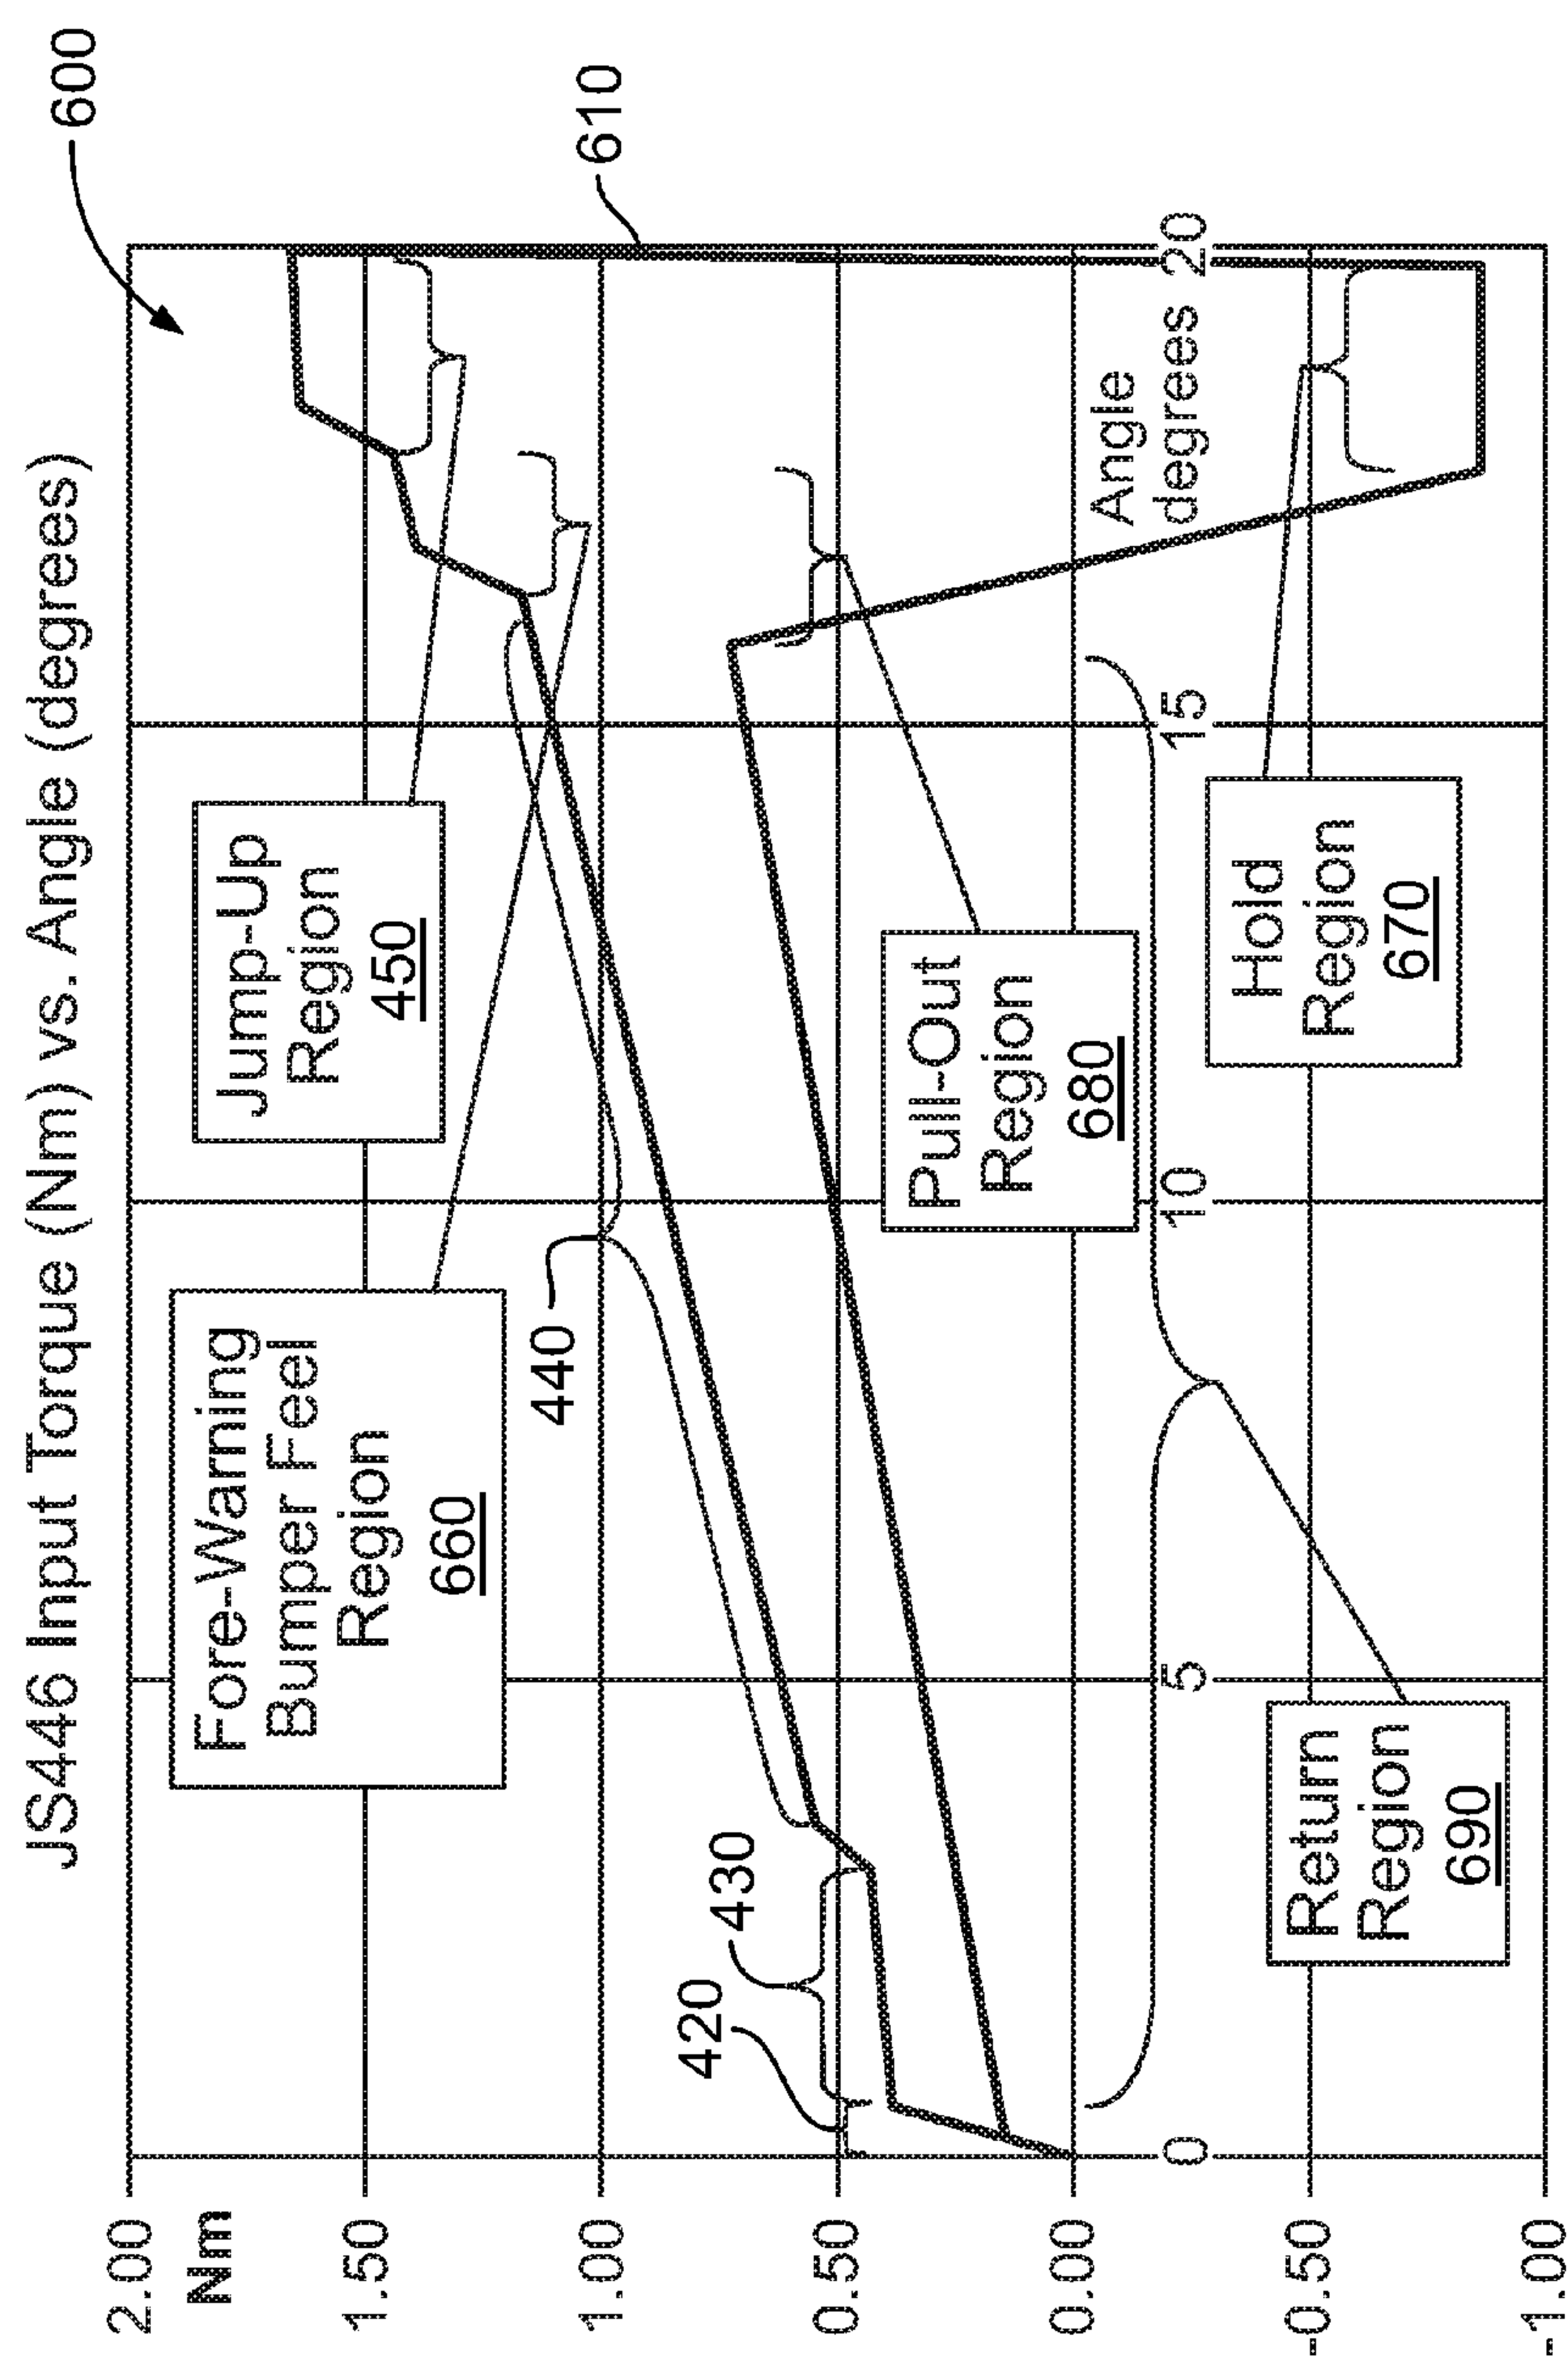 JS446 Input Torque (Nm) vs. Angle (degrees)
600
2.00
Nm
1.50
1.00
0.50
0.00
-0.50
-1.00
Fore-Warning
Bumper Feel
Region
660
Jump-Up
Region
450
610
440
430
420
Pull-Out
Region
680
Angle
degrees
0
5
10
15
20
Return
Region
690
Hold
Region
670